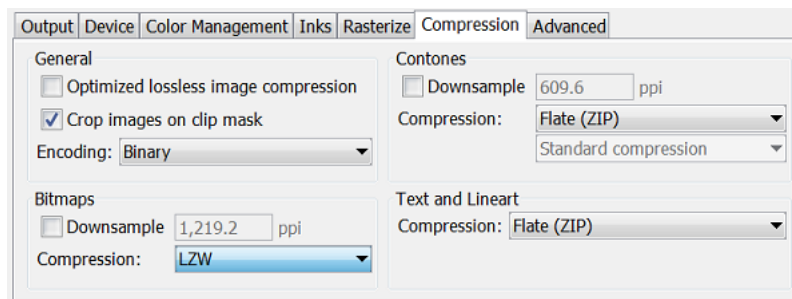 Output Device Color Management Inks Rasterize Compression Advanced
General
Optimized lossless image compression
Crop images on clip mask
Encoding: Binary
Contones
Downsample 609.6 ppi
Compression: Flate (ZIP)
Standard compression
Bitmaps
Downsample 1,219.2 ppi
Compression: LZW
Text and Lineart
Compression: Flate (ZIP)